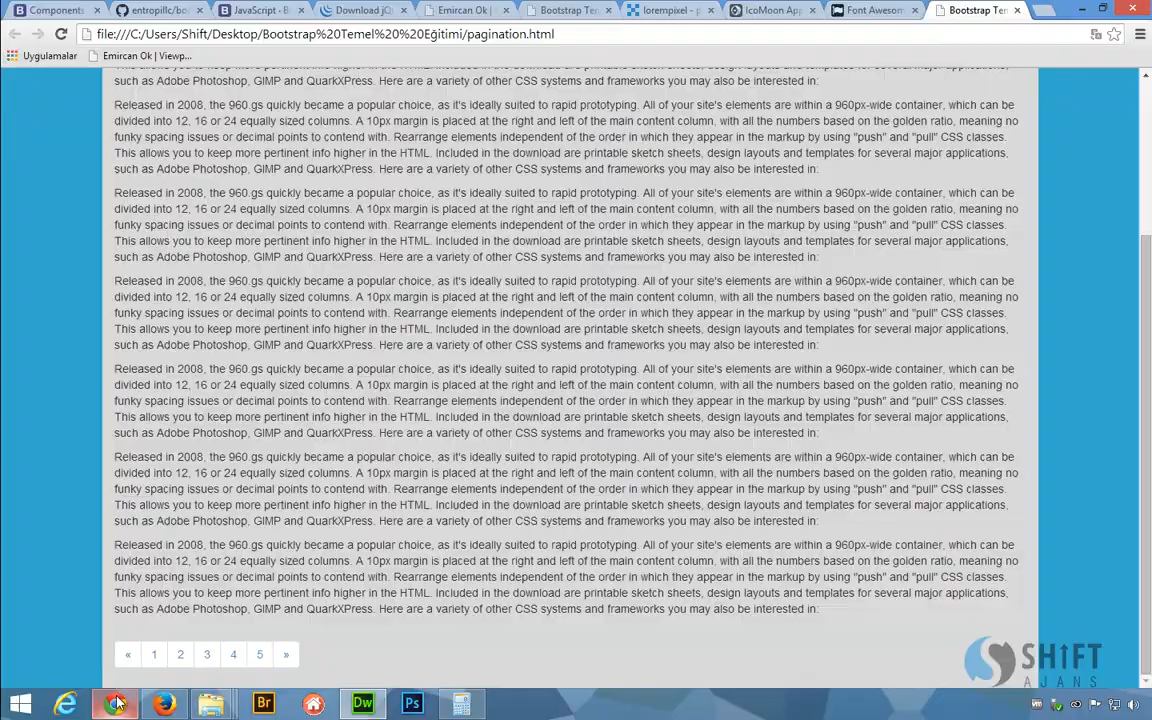 Components
entropillc/bo
JavaScript - B
Download jQ
Emircan Ok |
Bootstrap Te
lorempixel - p
IcoMoon App
Font Awesom
Bootstrap Te
file:///C:/Users/Shift/Desktop/Bootstrap%20Temel%20%20Eğitimi/pagination.html
Uygulamalar
Emircan Ok | Viewp...
such as Adobe Photoshop, GIMP and QuarkXPress. Here are a variety of other CSS systems and frameworks you may also be interested in:
Released in 2008, the 960.gs quickly became a popular choice, as it's ideally suited to rapid prototyping. All of your site's elements are within a 960px-wide container, which can be
divided into 12, 16 or 24 equally sized columns. A 10px margin is placed at the right and left of the main content column, with all the numbers based on the golden ratio, meaning no
funky spacing issues or decimal points to contend with. Rearrange elements independent of the order in which they appear in the markup by using "push" and "pull" CSS classes.
This allows you to keep more pertinent info higher in the HTML. Included in the download are printable sketch sheets, design layouts and templates for several major applications,
such as Adobe Photoshop, GIMP and QuarkXPress. Here are a variety of other CSS systems and frameworks you may also be interested in:
Released in 2008, the 960.gs quickly became a popular choice, as it's ideally suited to rapid prototyping. All of your site's elements are within a 960px-wide container, which can be
divided into 12, 16 or 24 equally sized columns. A 10px margin is placed at the right and left of the main content column, with all the numbers based on the golden ratio, meaning no
funky spacing issues or decimal points to contend with. Rearrange elements independent of the order in which they appear in the markup by using "push" and "pull" CSS classes.
This allows you to keep more pertinent info higher in the HTML. Included in the download are printable sketch sheets, design layouts and templates for several major applications,
such as Adobe Photoshop, GIMP and QuarkXPress. Here are a variety of other CSS systems and frameworks you may also be interested in:
Released in 2008, the 960.gs quickly became a popular choice, as it's ideally suited to rapid prototyping. All of your site's elements are within a 960px-wide container, which can be
divided into 12, 16 or 24 equally sized columns. A 10px margin is placed at the right and left of the main content column, with all the numbers based on the golden ratio, meaning no
funky spacing issues or decimal points to contend with. Rearrange elements independent of the order in which they appear in the markup by using "push" and "pull" CSS classes.
This allows you to keep more pertinent info higher in the HTML. Included in the download are printable sketch sheets, design layouts and templates for several major applications,
such as Adobe Photoshop, GIMP and QuarkXPress. Here are a variety of other CSS systems and frameworks you may also be interested in:
Released in 2008, the 960.gs quickly became a popular choice, as it's ideally suited to rapid prototyping. All of your site's elements are within a 960px-wide container, which can be
divided into 12, 16 or 24 equally sized columns. A 10px margin is placed at the right and left of the main content column, with all the numbers based on the golden ratio, meaning no
funky spacing issues or decimal points to contend with. Rearrange elements independent of the order in which they appear in the markup by using "push" and "pull" CSS classes.
This allows you to keep more pertinent info higher in the HTML. Included in the download are printable sketch sheets, design layouts and templates for several major applications,
such as Adobe Photoshop, GIMP and QuarkXPress. Here are a variety of other CSS systems and frameworks you may also be interested in:
Released in 2008, the 960.gs quickly became a popular choice, as it's ideally suited to rapid prototyping. All of your site's elements are within a 960px-wide container, which can be
divided into 12, 16 or 24 equally sized columns. A 10px margin is placed at the right and left of the main content column, with all the numbers based on the golden ratio, meaning no
funky spacing issues or decimal points to contend with. Rearrange elements independent of the order in which they appear in the markup by using "push" and "pull" CSS classes.
This allows you to keep more pertinent info higher in the HTML. Included in the download are printable sketch sheets, design layouts and templates for several major applications,
such as Adobe Photoshop, GIMP and QuarkXPress. Here are a variety of other CSS systems and frameworks you may also be interested in:
Released in 2008, the 960.gs quickly became a popular choice, as it's ideally suited to rapid prototyping. All of your site's elements are within a 960px-wide container, which can be
divided into 12, 16 or 24 equally sized columns. A 10px margin is placed at the right and left of the main content column, with all the numbers based on the golden ratio, meaning no
funky spacing issues or decimal points to contend with. Rearrange elements independent of the order in which they appear in the markup by using "push" and "pull" CSS classes.
This allows you to keep more pertinent info higher in the HTML. Included in the download are printable sketch sheets, design layouts and templates for several major applications,
such as Adobe Photoshop, GIMP and QuarkXPress. Here are a variety of other CSS systems and frameworks you may also be interested in:
« 1 2 3 4 5 »
SHiFT
AJANS
Br
Dw
Ps